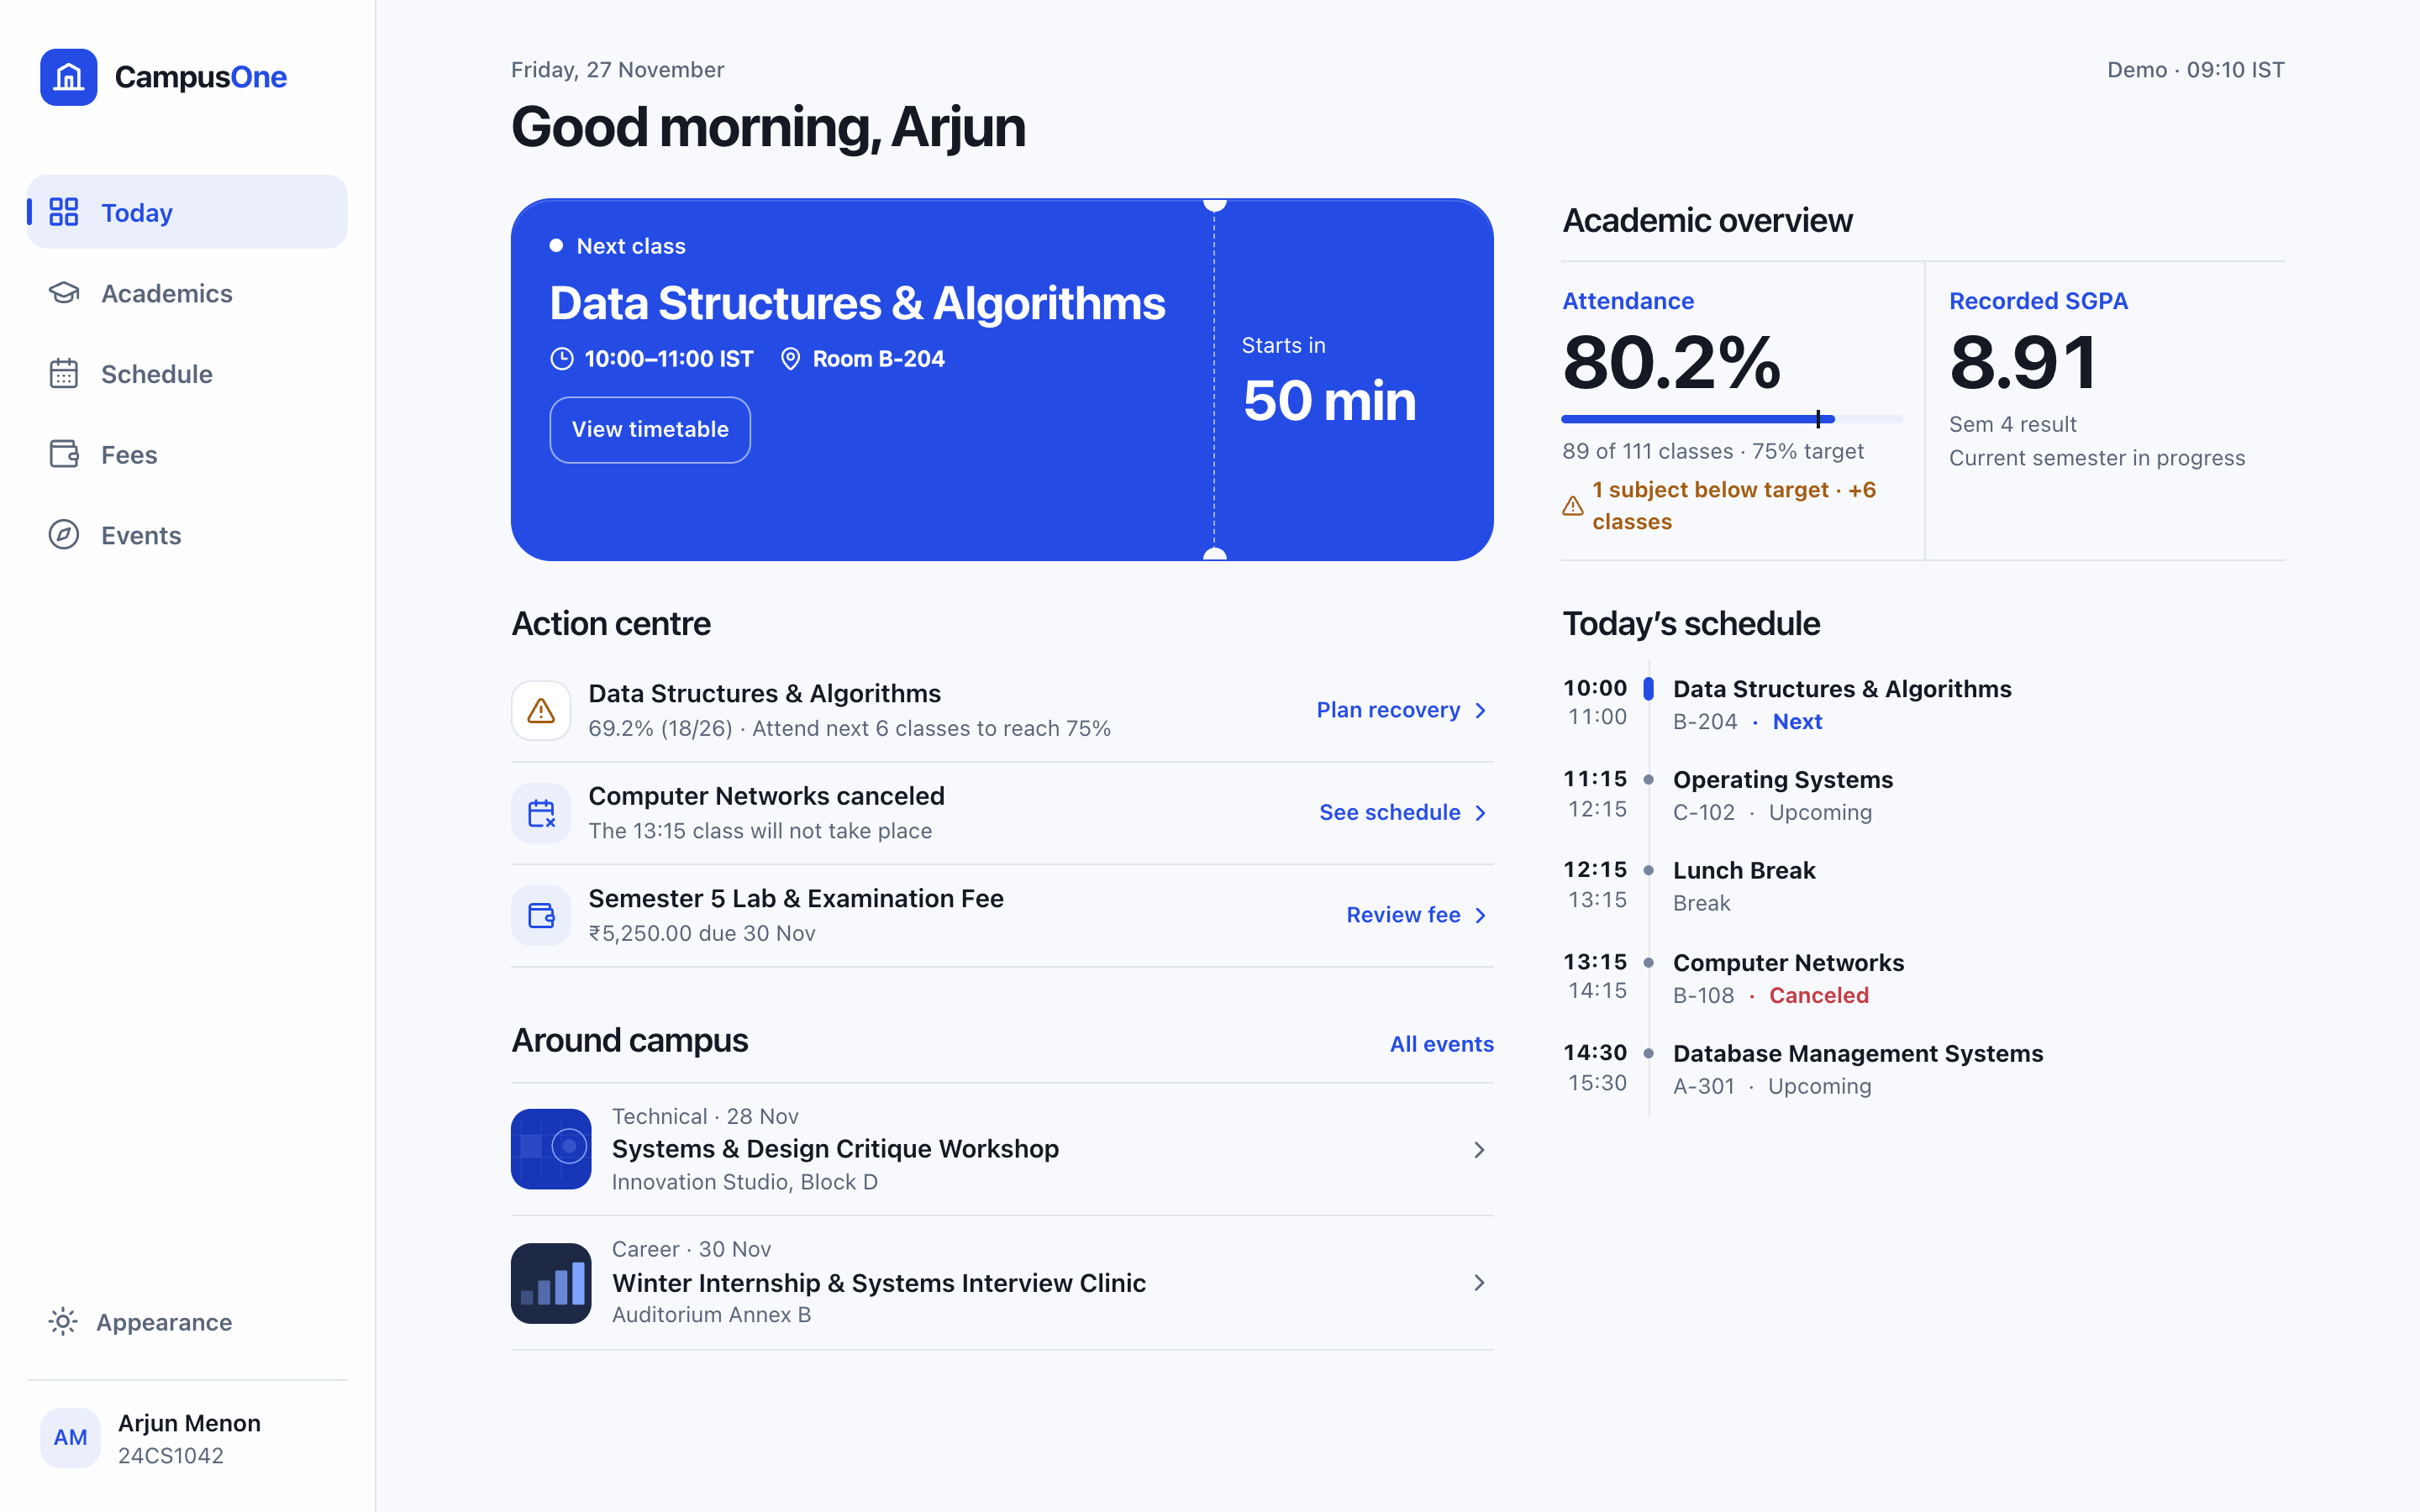 CampusOne
Today
Academics
Schedule
Fees
Events
Appearance
AM
Arjun Menon
24CS1042
Friday, 27 November
Demo · 09:10 IST
Good morning, Arjun
Next class
Data Structures & Algorithms
10:00–11:00 IST
Room B-204
View timetable
Starts in
50 min
Academic overview
Attendance
80.2%
89 of 111 classes · 75% target
1 subject below target · +6
classes
Recorded SGPA
8.91
Sem 4 result
Current semester in progress
Action centre
Data Structures & Algorithms
69.2% (18/26) · Attend next 6 classes to reach 75%
Plan recovery
Computer Networks canceled
The 13:15 class will not take place
See schedule
Semester 5 Lab & Examination Fee
₹5,250.00 due 30 Nov
Review fee
Around campus
All events
Technical · 28 Nov
Systems & Design Critique Workshop
Innovation Studio, Block D
Career · 30 Nov
Winter Internship & Systems Interview Clinic
Auditorium Annex B
Today’s schedule
10:00
11:00
Data Structures & Algorithms
B-204 · Next
11:15
12:15
Operating Systems
C-102 · Upcoming
12:15
13:15
Lunch Break
Break
13:15
14:15
Computer Networks
B-108 · Canceled
14:30
15:30
Database Management Systems
A-301 · Upcoming